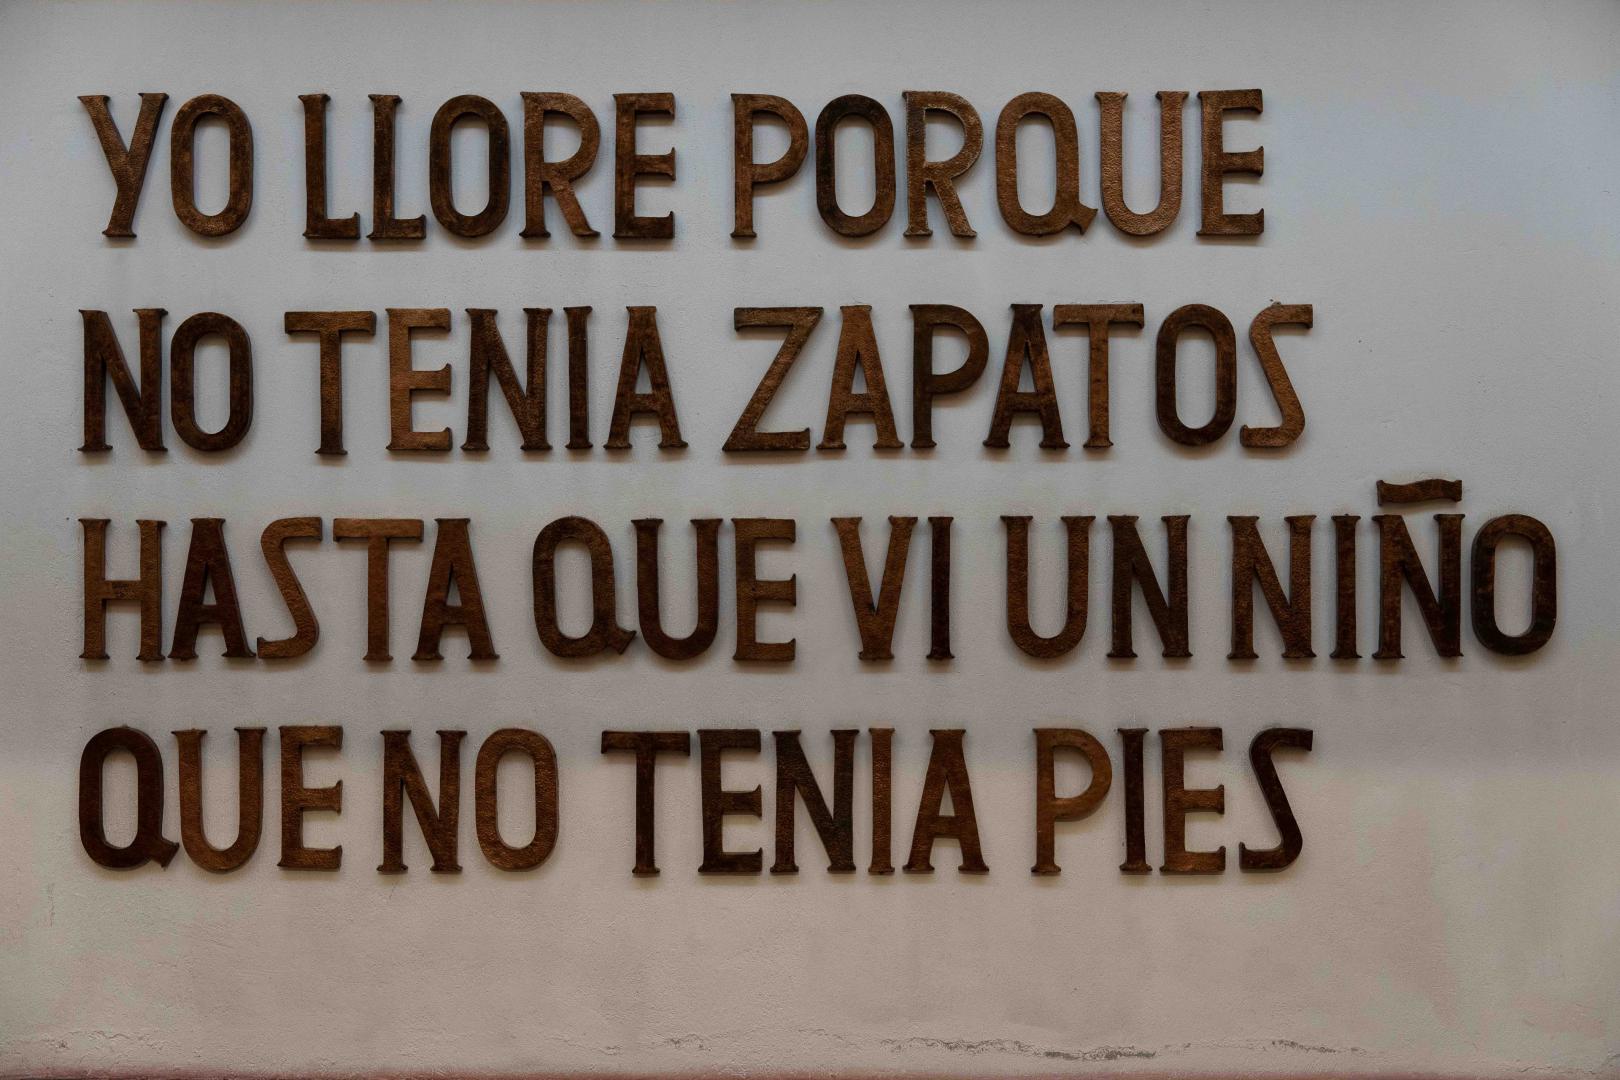 YO LLORE PORQUE
NO TENIA ZAPATOS
HASTA QUE VI UN NIÑO
QUE NO TENIA PIES